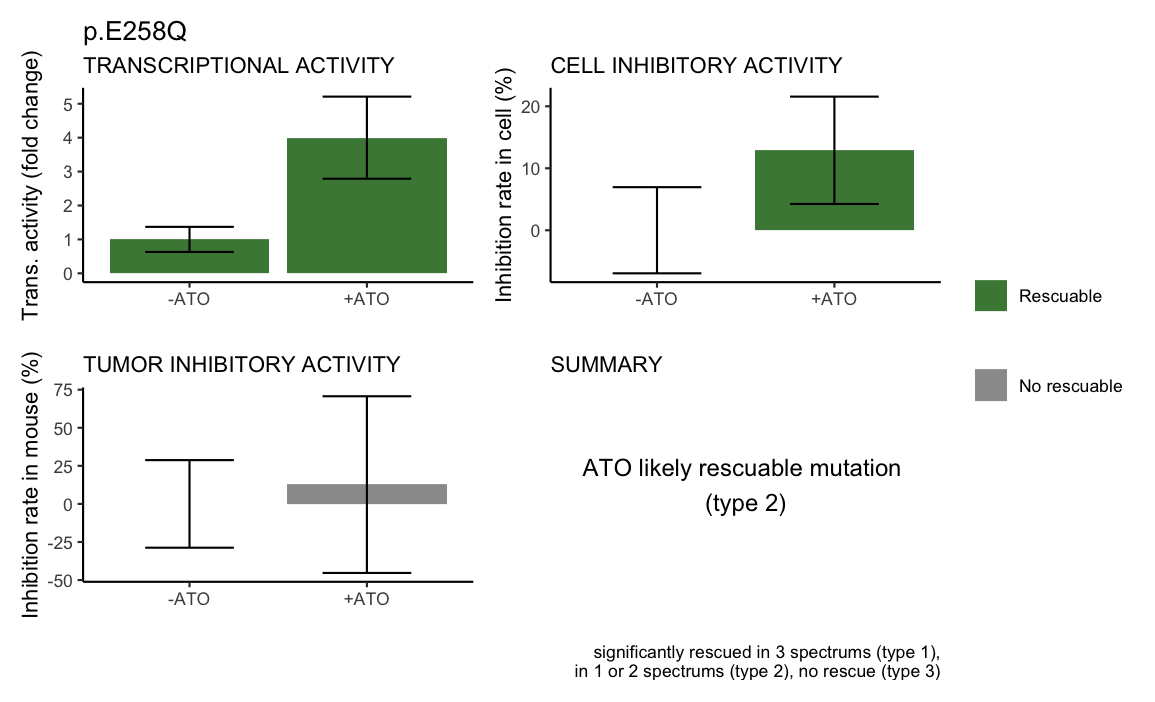 p.E258Q
TRANSCRIPTIONAL ACTIVITY
Trans. activity (fold change)
5
4
3
2
1
0
-ATO
+ATO
CELL INHIBITORY ACTIVITY
Inhibition rate in cell (%)
20
10
0
-ATO
+ATO
Rescuable
No rescuable
TUMOR INHIBITORY ACTIVITY
Inhibition rate in mouse (%)
75
50
25
0
-25
-50
-ATO
+ATO
SUMMARY
ATO likely rescuable mutation
(type 2)
significantly rescued in 3 spectrums (type 1),
in 1 or 2 spectrums (type 2), no rescue (type 3)